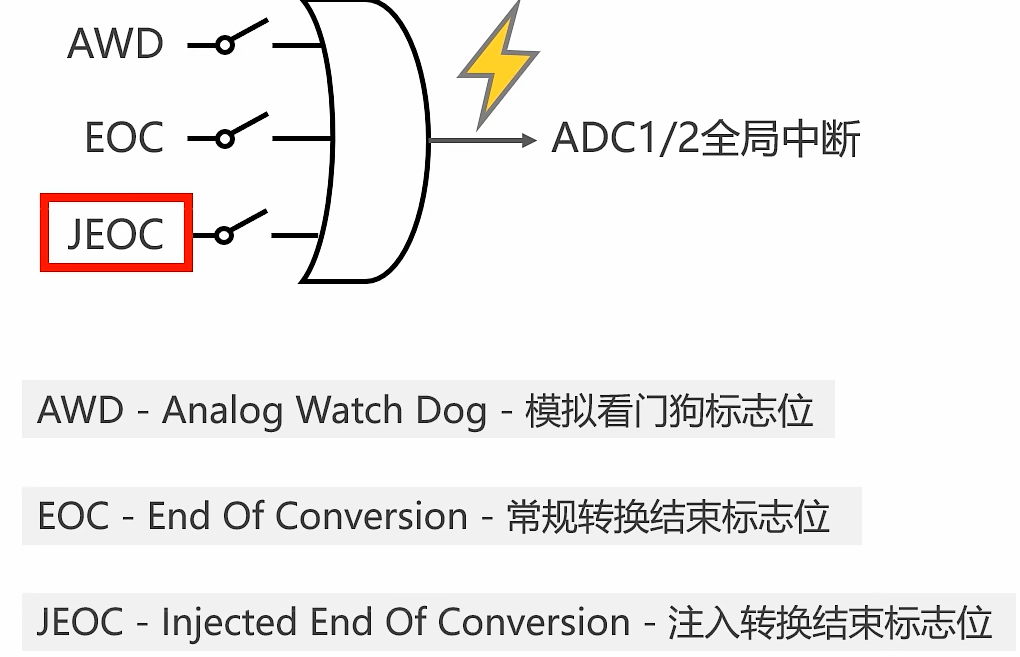 AWD
EOC
ADC1/2全局中断
JEOC
AWD - Analog Watch Dog - 模拟看门狗标志位
EOC - End Of Conversion - 常规转换结束标志位
JEOC - Injected End Of Conversion - 注入转换结束标志位